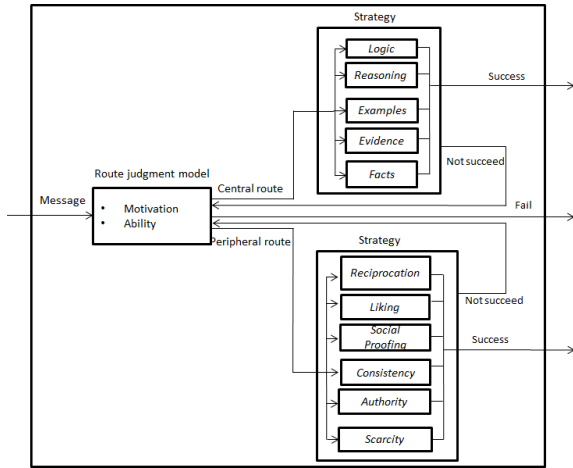 Strategy
Logic
Reasoning
Success
Examples
Evidence
Not succeed
Route judgment model
Facts
Central route
Message
• Motivation
• Ability
Fail
Peripheral route
Strategy
Reciprocation
Not succeed
Liking
Social
Proofing
Success
Consistency
Authority
Scarcity